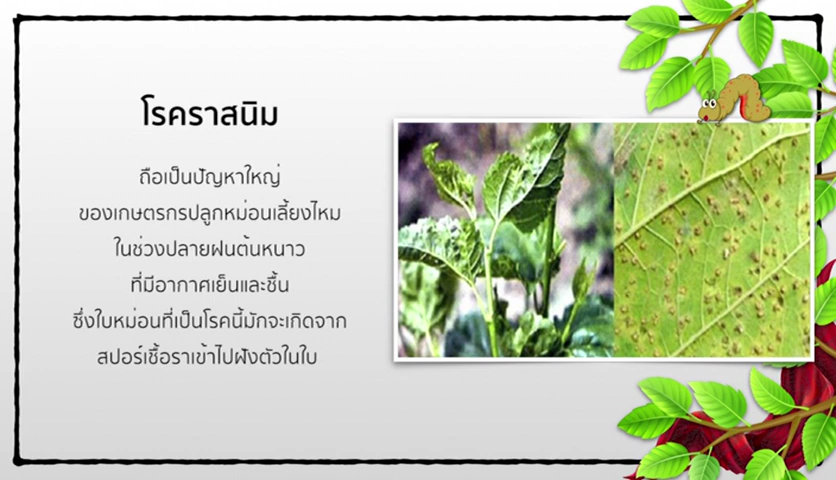 โรคราสนิม
ถือเป็นปัญหาใหญ่
ของเกษตรกรปลูกหม่อนเลี้ยงไหม
ในช่วงปลายฝนต้นหนาว
ที่มีอากาศเย็นและชื้น
ซึ่งใบหม่อนที่เป็นโรคนี้มักจะเกิดจาก
สปอร์เชื้อราเข้าไปฝังตัวในใบ